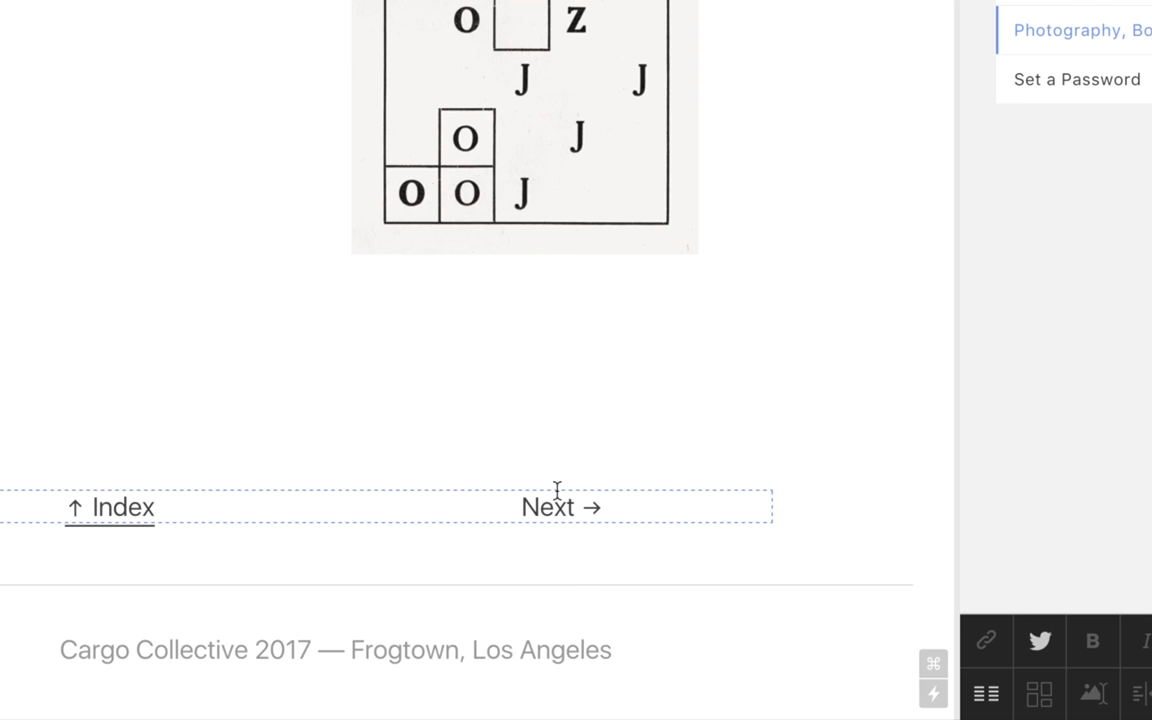 O Z
J J
O J
O O J
Photography, Bo
Set a Password
↑ Index
Next →
Cargo Collective 2017 — Frogtown, Los Angeles
⌘
B
I